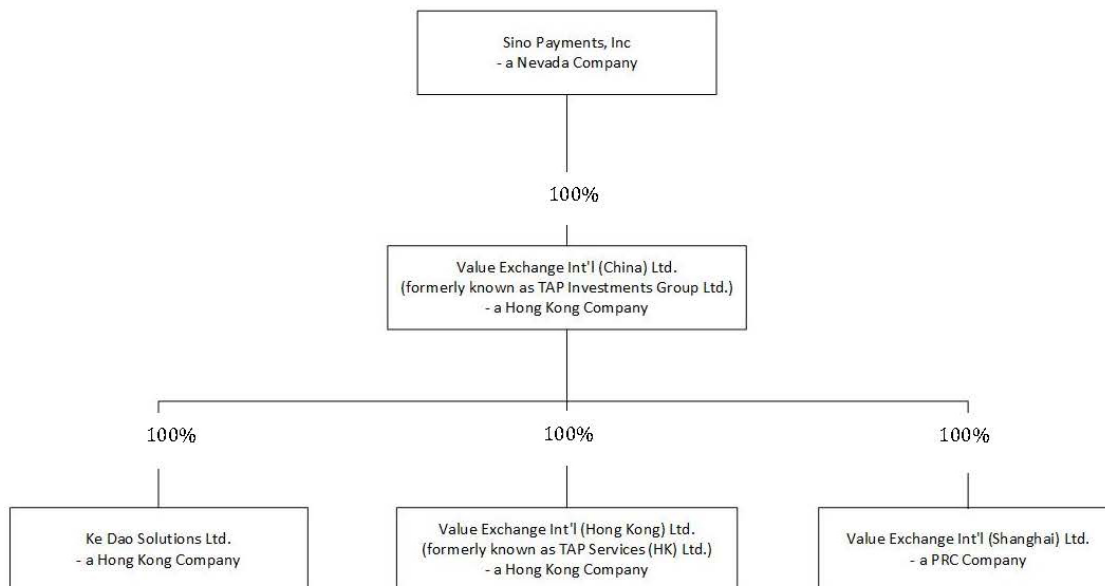 Sino Payments, Inc
- a Nevada Company
100%
Value Exchange Int'l (China) Ltd.
(formerly known as TAP Investments Group Ltd.)
- a Hong Kong Company
100%
100%
100%
Ke Dao Solutions Ltd.
- a Hong Kong Company
Value Exchange Int'l (Hong Kong) Ltd.
(formerly known as TAP Services (HK) Ltd.)
- a Hong Kong Company
Value Exchange Int'l (Shanghai) Ltd.
- a PRC Company